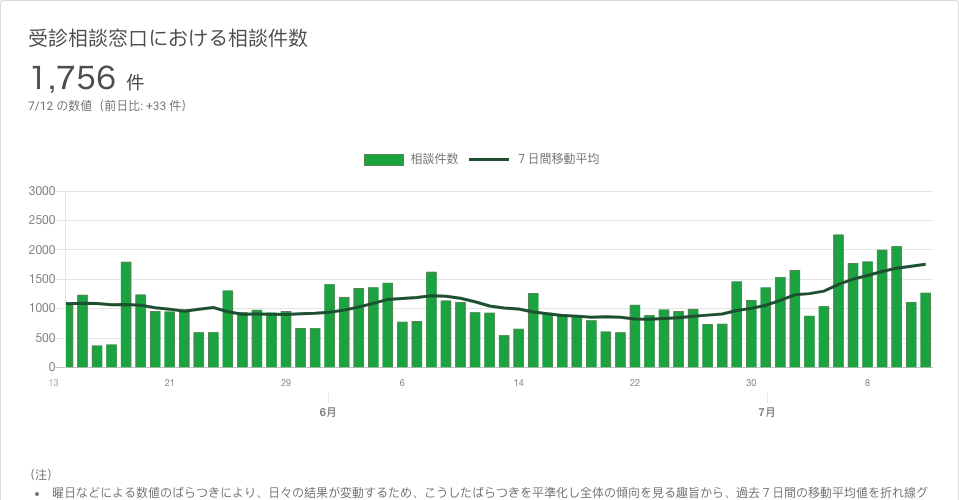 受診相談窓口における相談件数
1,756 件
7/12 の数値（前日比: +33 件）
相談件数 7 日間移動平均
3000
2500
2000
1500
1000
500
0
13 21 29 6 14 22 30 8
6月 7月
（注）
• 曜日などによる数値のばらつきにより、日々の結果が変動するため、こうしたばらつきを平準化し全体の傾向を見る趣旨から、過去 7 日間の移動平均値を折れ線グ